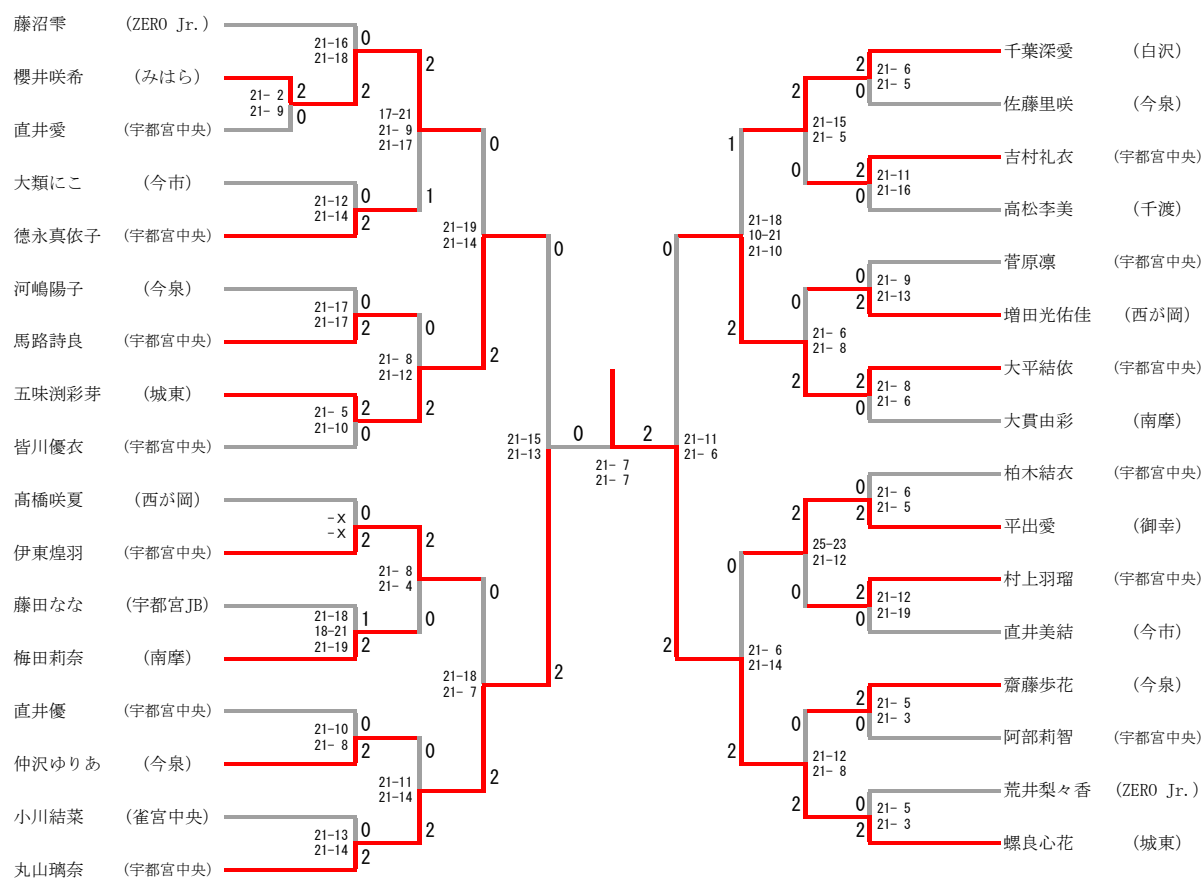 藤沼雫 (ZERO Jr.)
櫻井咲希 (みはら)
直井愛 (宇都宮中央)
大類にこ (今市)
德永真依子 (宇都宮中央)
河嶋陽子 (今泉)
馬路詩良 (宇都宮中央)
五味渕彩芽 (城東)
皆川優衣 (宇都宮中央)
髙橋咲夏 (西が岡)
伊東煌羽 (宇都宮中央)
藤田なな (宇都宮JB)
梅田莉奈 (南摩)
直井優 (宇都宮中央)
仲沢ゆりあ (今泉)
小川結菜 (雀宮中央)
丸山璃奈 (宇都宮中央)
21-16 0
21-18 2
21- 2 2
21- 9 0
21-12 0
21-14 2
21-17 0
21-17 2
21- 5 2
21-10 0
-X 0
-X 2
21-18 1
18-21
21-19 2
21-10 0
21- 8 2
21-13 0
21-14 2
2
17-21
21- 9
21-17
1
0
21- 8
21-12
2
2
21- 8
21- 4
0
0
21-11
21-14
2
0
21-19
21-14
2
0
21-18
21- 7
2
0
21-15
21-13
2
0 2
21- 7
21- 7
0
21-11
21- 6
2
1
21-18
10-21
21-10
2
0
21- 6
21-14
2
2
21-15
21- 5
0
0
21- 6
21- 8
2
2
25-23
21-12
0
0
21-12
21- 8
2
2 21- 6
0 21- 5
2 21-11
0 21-16
0 21- 9
2 21-13
2 21- 8
0 21- 6
0 21- 6
2 21- 5
2 21-12
0 21-19
2 21- 5
0 21- 3
0 21- 5
2 21- 3
千葉深愛 (白沢)
佐藤里咲 (今泉)
吉村礼衣 (宇都宮中央)
高松李美 (千渡)
菅原凛 (宇都宮中央)
増田光佑佳 (西が岡)
大平結依 (宇都宮中央)
大貫由彩 (南摩)
柏木結衣 (宇都宮中央)
平出愛 (御幸)
村上羽瑠 (宇都宮中央)
直井美結 (今市)
齋藤歩花 (今泉)
阿部莉智 (宇都宮中央)
荒井梨々香 (ZERO Jr.)
螺良心花 (城東)